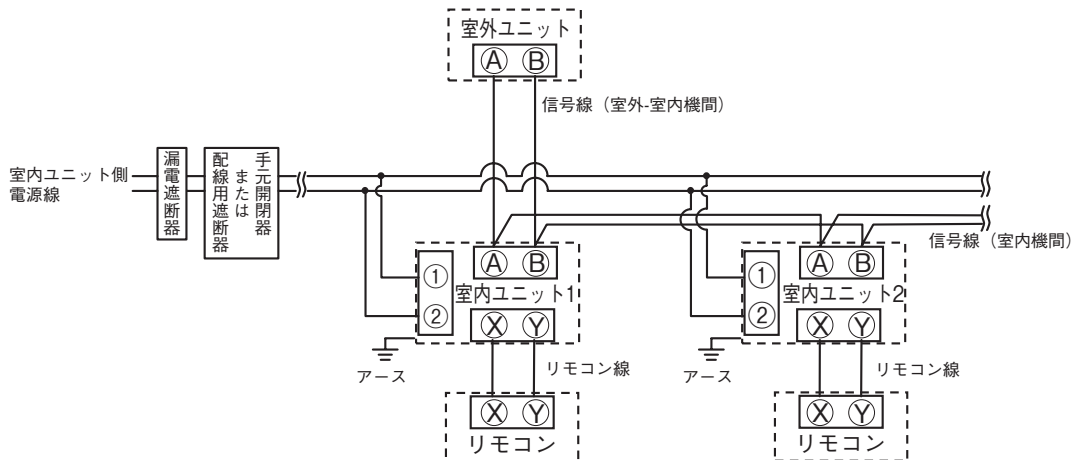 室外ユニット
A B
信号線（室外-室内機間）
室内ユニット側
電源線
漏電遮断器
手元開閉器
または
配線用遮断器
信号線（室内機間）
① A B
室内ユニット1
② X Y
アース
リモコン線
X Y
リモコン
① A B
室内ユニット2
② X Y
アース
リモコン線
X Y
リモコン